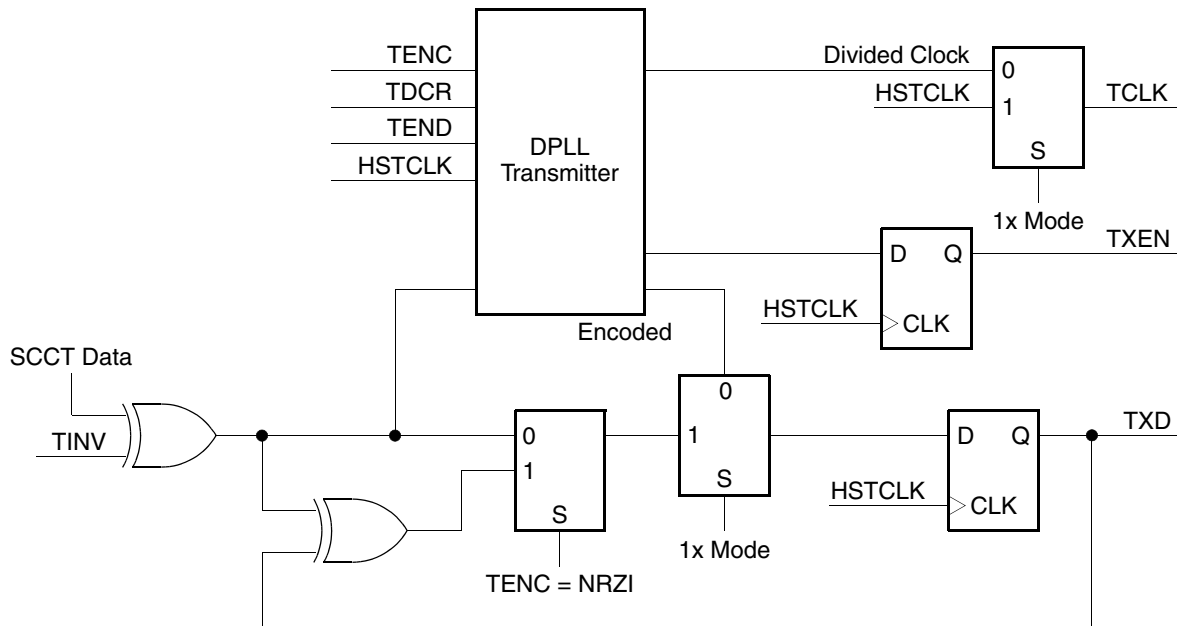 TENC
TDCR
TEND
HSTCLK
DPLL
Transmitter
Divided Clock
HSTCLK
0
1
S
TCLK
1x Mode
D Q
CLK
HSTCLK
TXEN
Encoded
SCCT Data
TINV
0
1
S
TENC = NRZI
0
1
S
1x Mode
D Q
CLK
HSTCLK
TXD